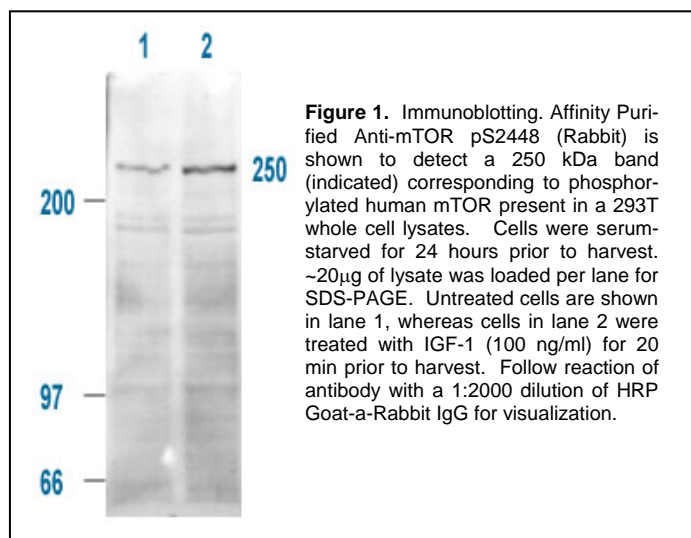 1 2
250
200
97
66
Figure 1. Immunoblotting. Affinity Puri-
fied Anti-mTOR pS2448 (Rabbit) is
shown to detect a 250 kDa band
(indicated) corresponding to phosphor-
ylated human mTOR present in a 293T
whole cell lysates. Cells were serum-
starved for 24 hours prior to harvest.
~20µg of lysate was loaded per lane for
SDS-PAGE. Untreated cells are shown
in lane 1, whereas cells in lane 2 were
treated with IGF-1 (100 ng/ml) for 20
min prior to harvest. Follow reaction of
antibody with a 1:2000 dilution of HRP
Goat-a-Rabbit IgG for visualization.